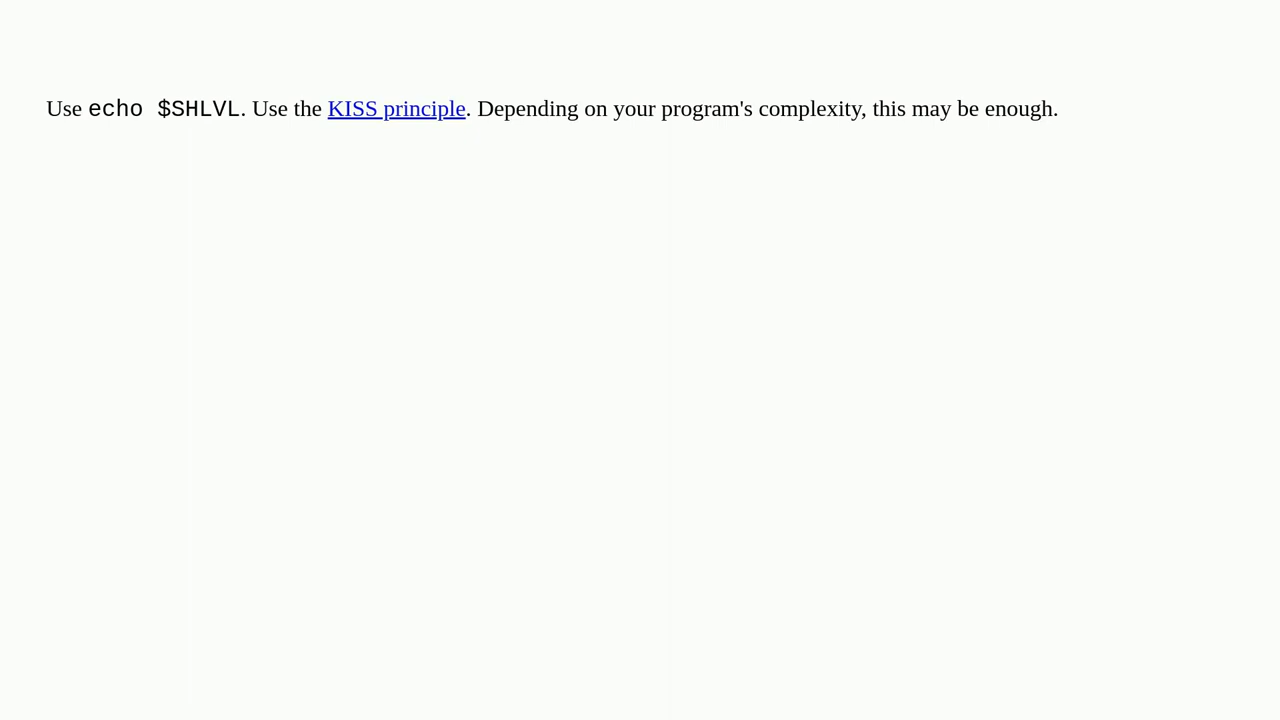 Use echo $SHLVL. Use the KISS principle. Depending on your program's complexity, this may be enough.